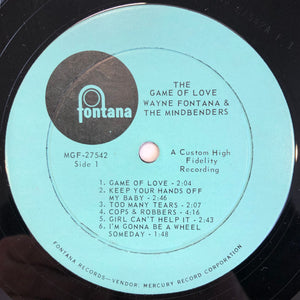 fontana
THE
GAME OF LOVE
WAYNE FONTANA &
THE MINDBENDERS
MGF-27542
Side 1
A Custom High
Fidelity
Recording
1. GAME OF LOVE - 2:04
2. KEEP YOUR HANDS OFF
MY BABY - 2:45
3. TOO MANY TEARS - 2:07
4. COPS & ROBBERS - 4:16
5. GIRL CAN'T HELP IT - 2:43
6. I'M GONNA BE A WHEEL
SOMEDAY - 1:48
FONTANA RECORDS—VENDOR: MERCURY RECORD CORPORATION